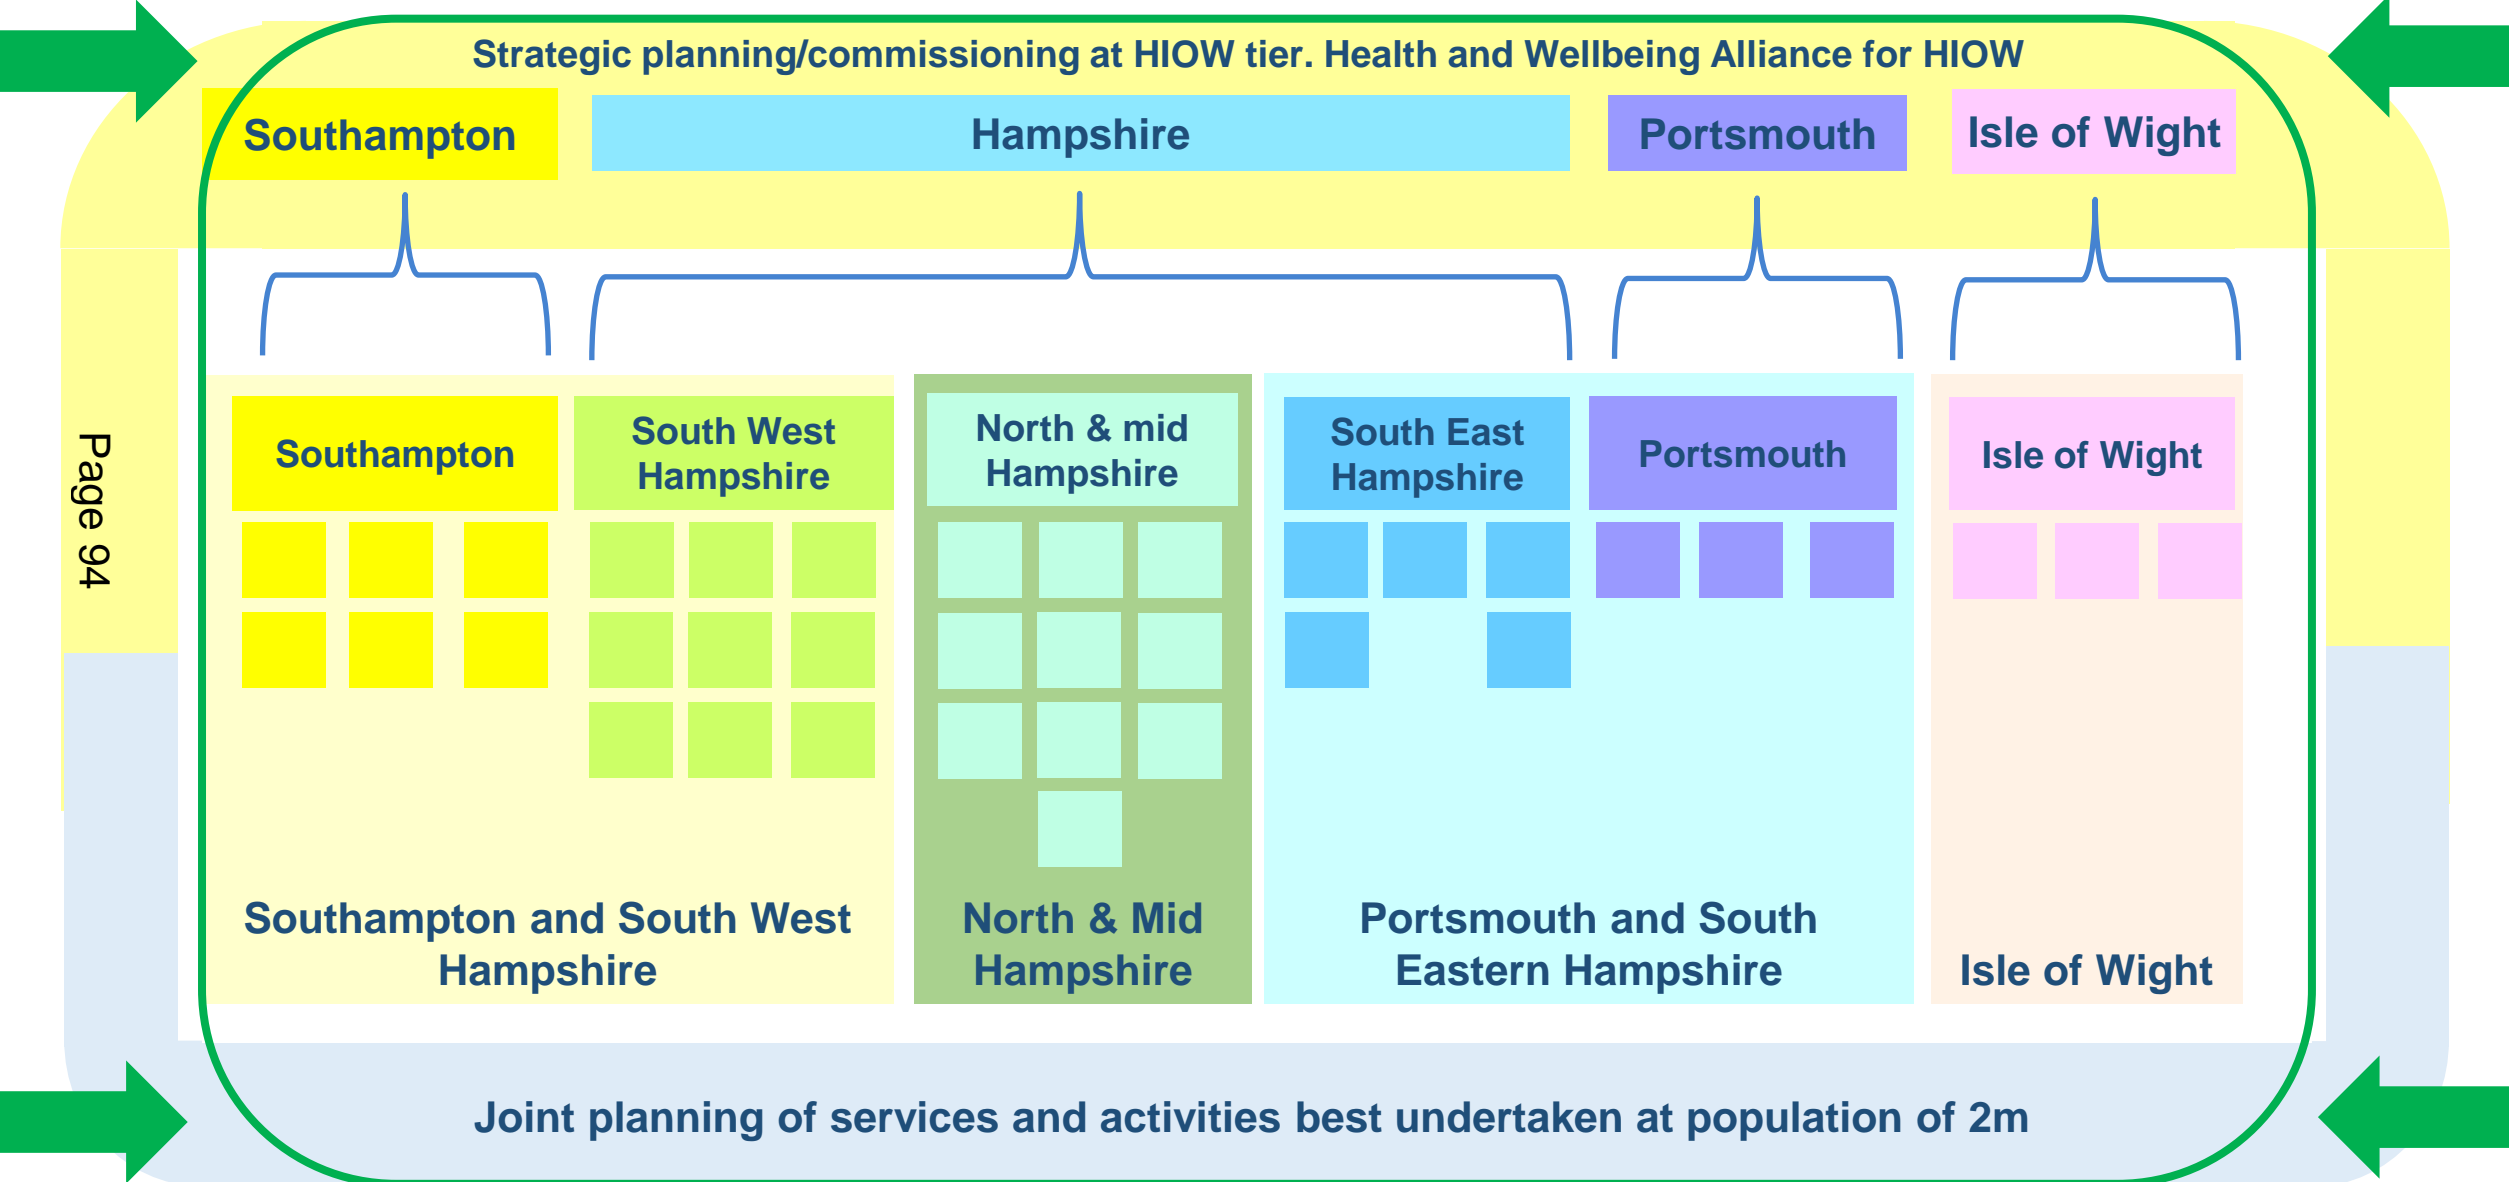 Strategic planning/commissioning at HIOW tier. Health and Wellbeing Alliance for HIOW
Southampton
Hampshire
Portsmouth
Isle of Wight
Southampton
South West
Hampshire
North & mid
Hampshire
South East
Hampshire
Portsmouth
Isle of Wight
Page 94
Southampton and South West
Hampshire
North & Mid
Hampshire
Portsmouth and South
Eastern Hampshire
Isle of Wight
Joint planning of services and activities best undertaken at population of 2m